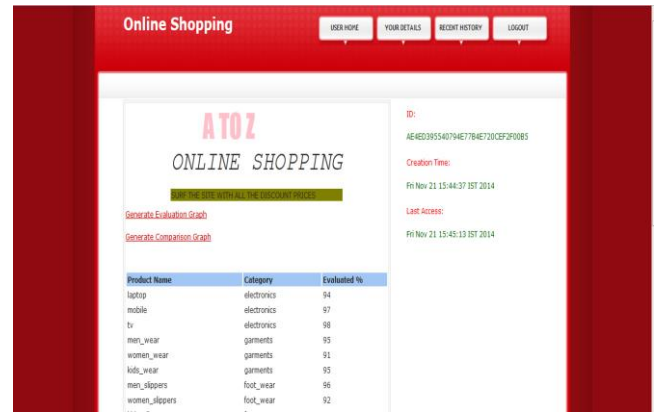 Online Shopping
USER HOME YOUR DETAILS RECENT HISTORY LOGOUT
A TO Z
ONLINE SHOPPING
SURF THE SITE WITH ALL THE DISCOUNT PRICES
Generate Evaluation Graph
Generate Comparison Graph
Product Name Category Evaluated %
laptop electronics 94
mobile electronics 97
tv electronics 98
men_wear garments 95
women_wear garments 91
kids_wear garments 95
men_slippers foot_wear 96
women_slippers foot_wear 92
ID:
AE4ED395540794E77B4E720CEF2F00B5
Creation Time:
Fri Nov 21 15:44:37 IST 2014
Last Access:
Fri Nov 21 15:45:13 IST 2014